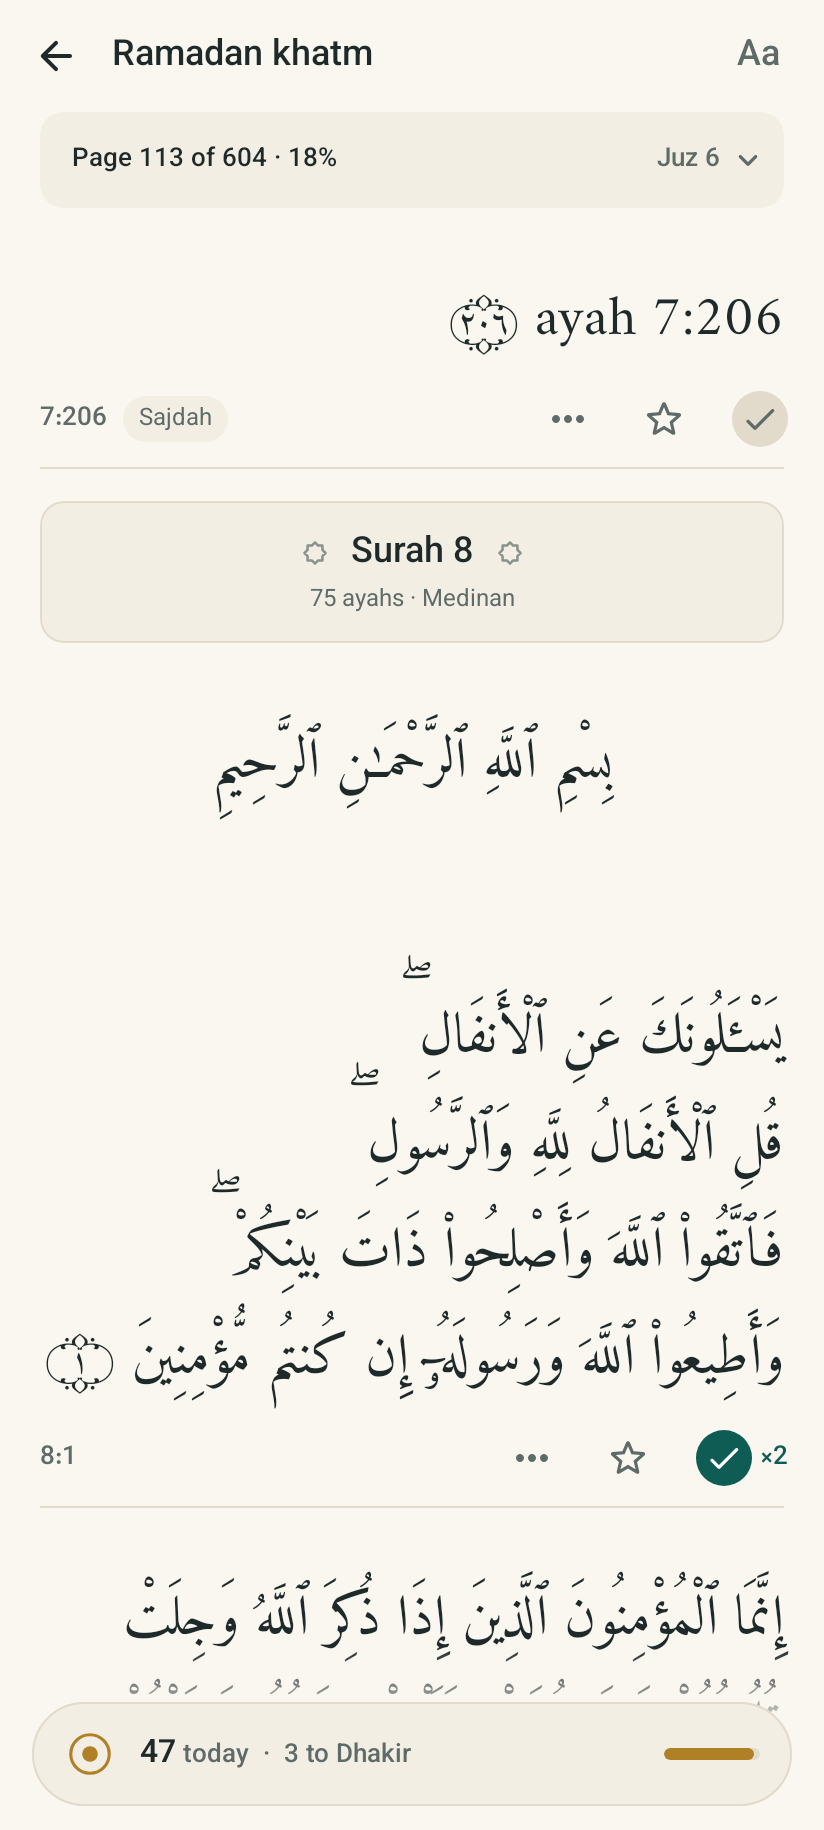 Ramadan khatm
Aa
Page 113 of 604 · 18%
Juz 6
ayah 7:206 ٢٠٦
7:206
Sajdah
Surah 8
75 ayahs · Medinan
بِسْمِ ٱللَّهِ ٱلرَّحْمَـٰنِ ٱلرَّحِيمِ
يَسْـَٔلُونَكَ عَنِ ٱلْأَنفَالِ ۖ
قُلِ ٱلْأَنفَالُ لِلَّهِ وَٱلرَّسُولِ ۖ
فَٱتَّقُوا۟ ٱللَّهَ وَأَصْلِحُوا۟ ذَاتَ بَيْنِكُمْ ۖ
وَأَطِيعُوا۟ ٱللَّهَ وَرَسُولَهُۥٓ إِن كُنتُم مُّؤْمِنِينَ ١
8:1
×2
إِنَّمَا ٱلْمُؤْمِنُونَ ٱلَّذِينَ إِذَا ذُكِرَ ٱللَّهُ وَجِلَتْ
47 today · 3 to Dhakir